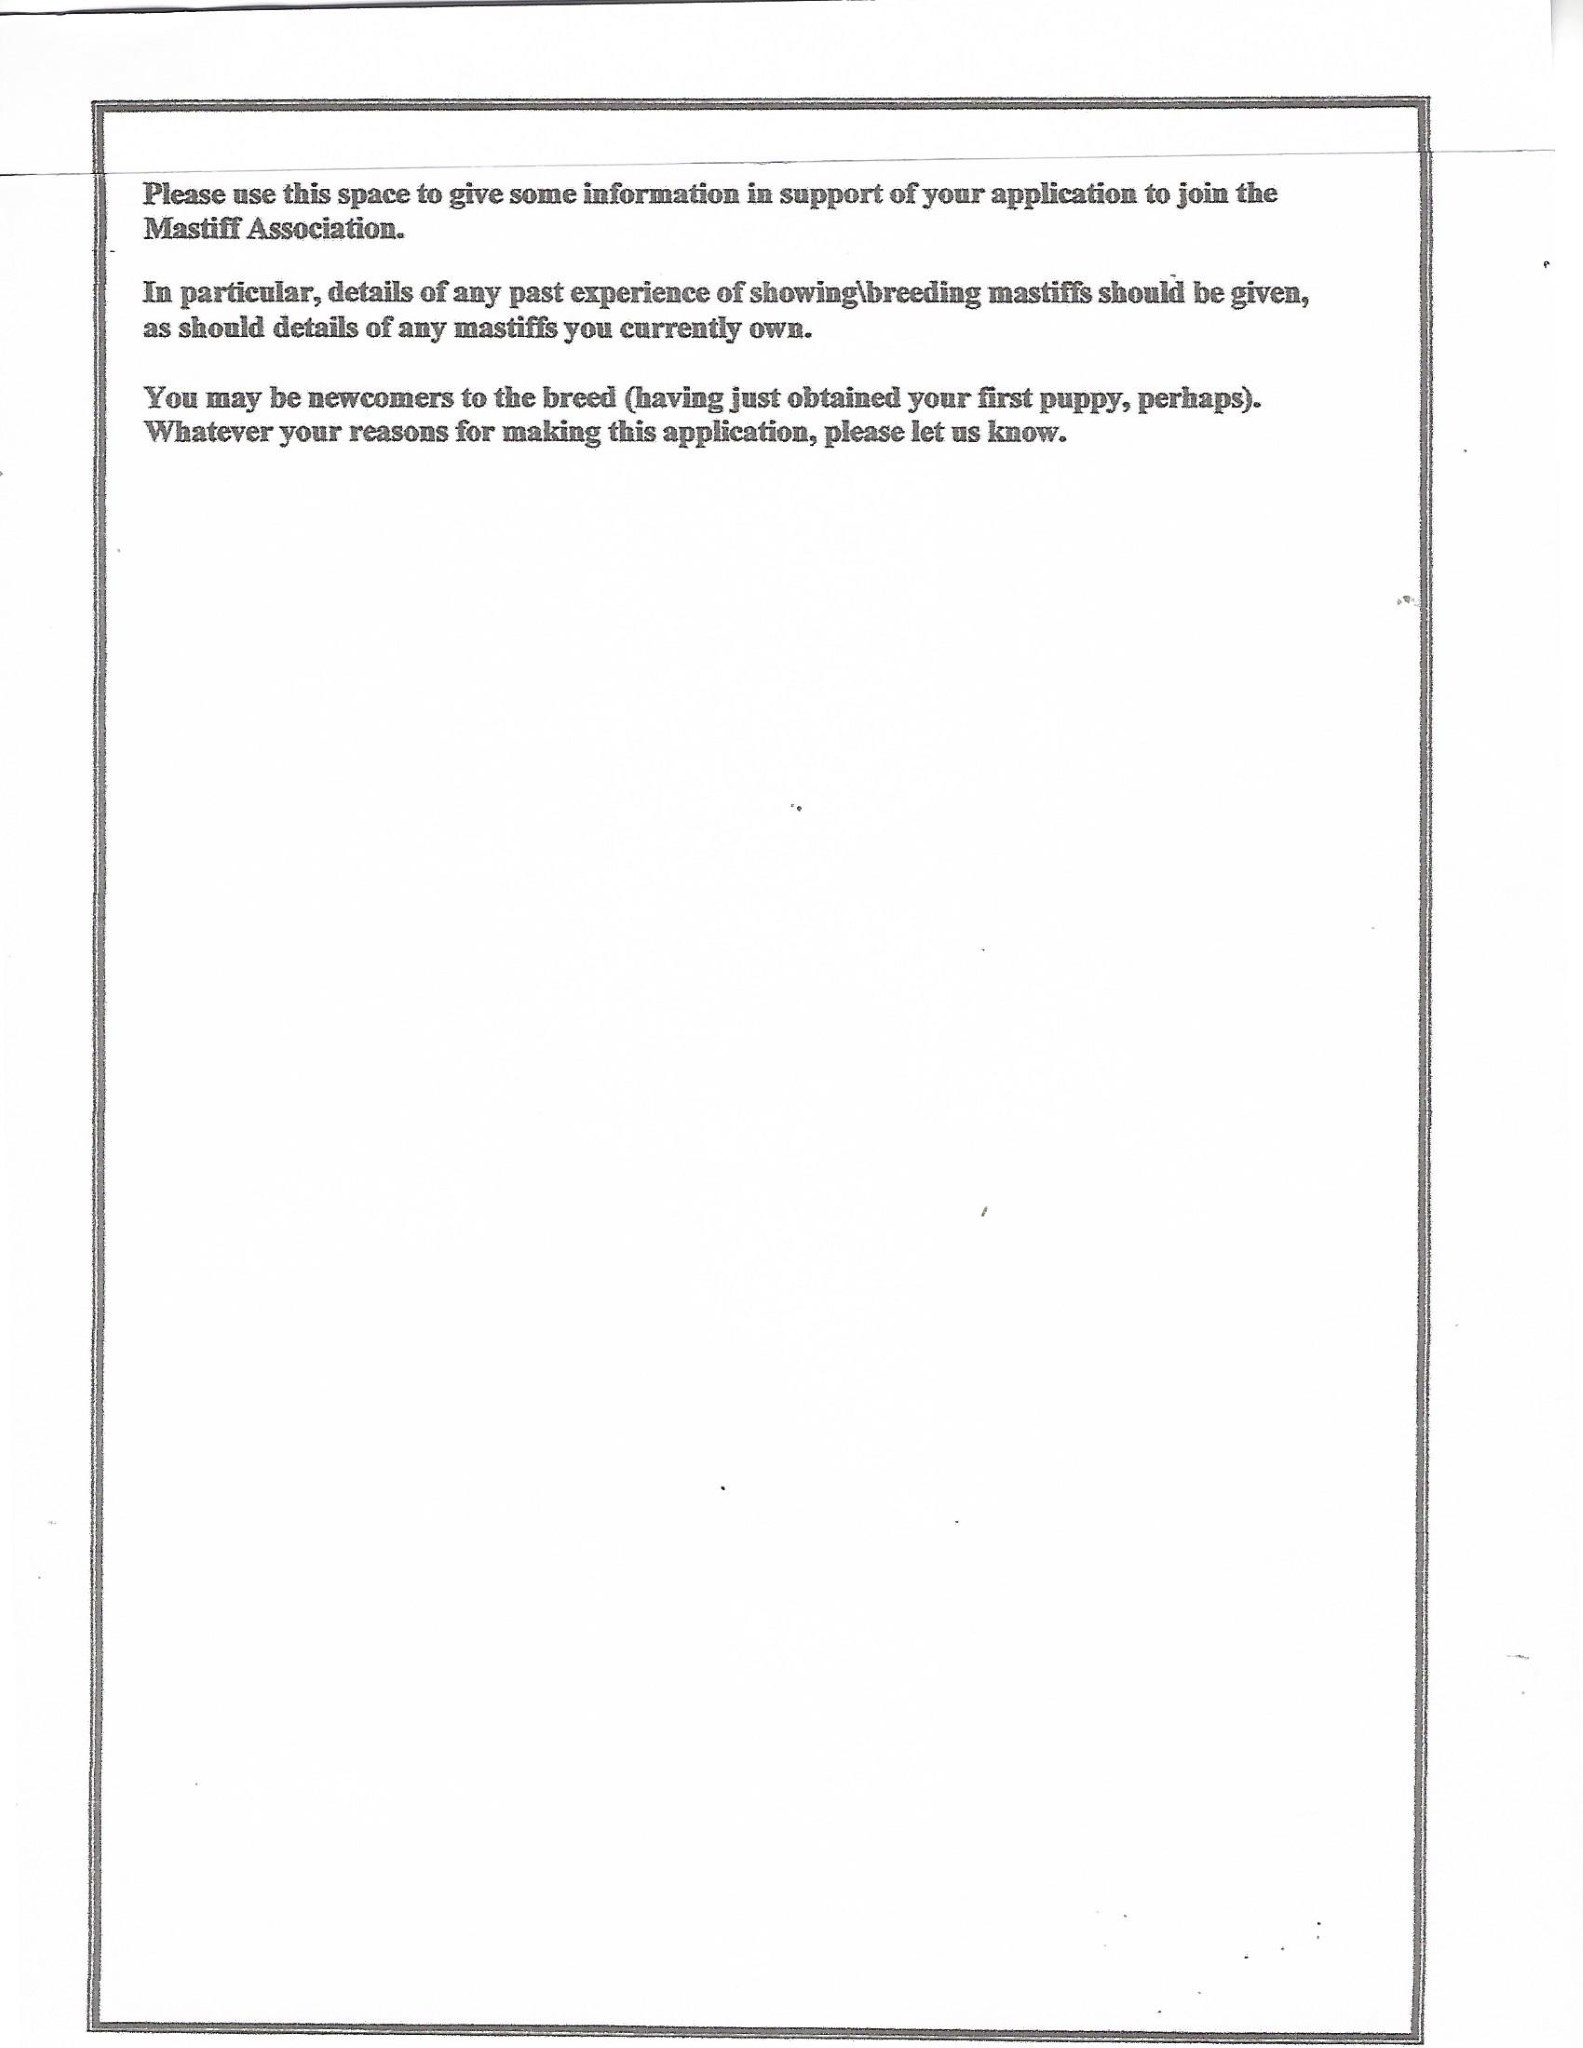 Please use this space to give some information in support of your application to join the
Mastiff Association.
In particular, details of any past experience of showing\breeding mastiffs should be given,
as should details of any mastiffs you currently own.
You may be newcomers to the breed (having just obtained your first puppy, perhaps).
Whatever your reasons for making this application, please let us know.